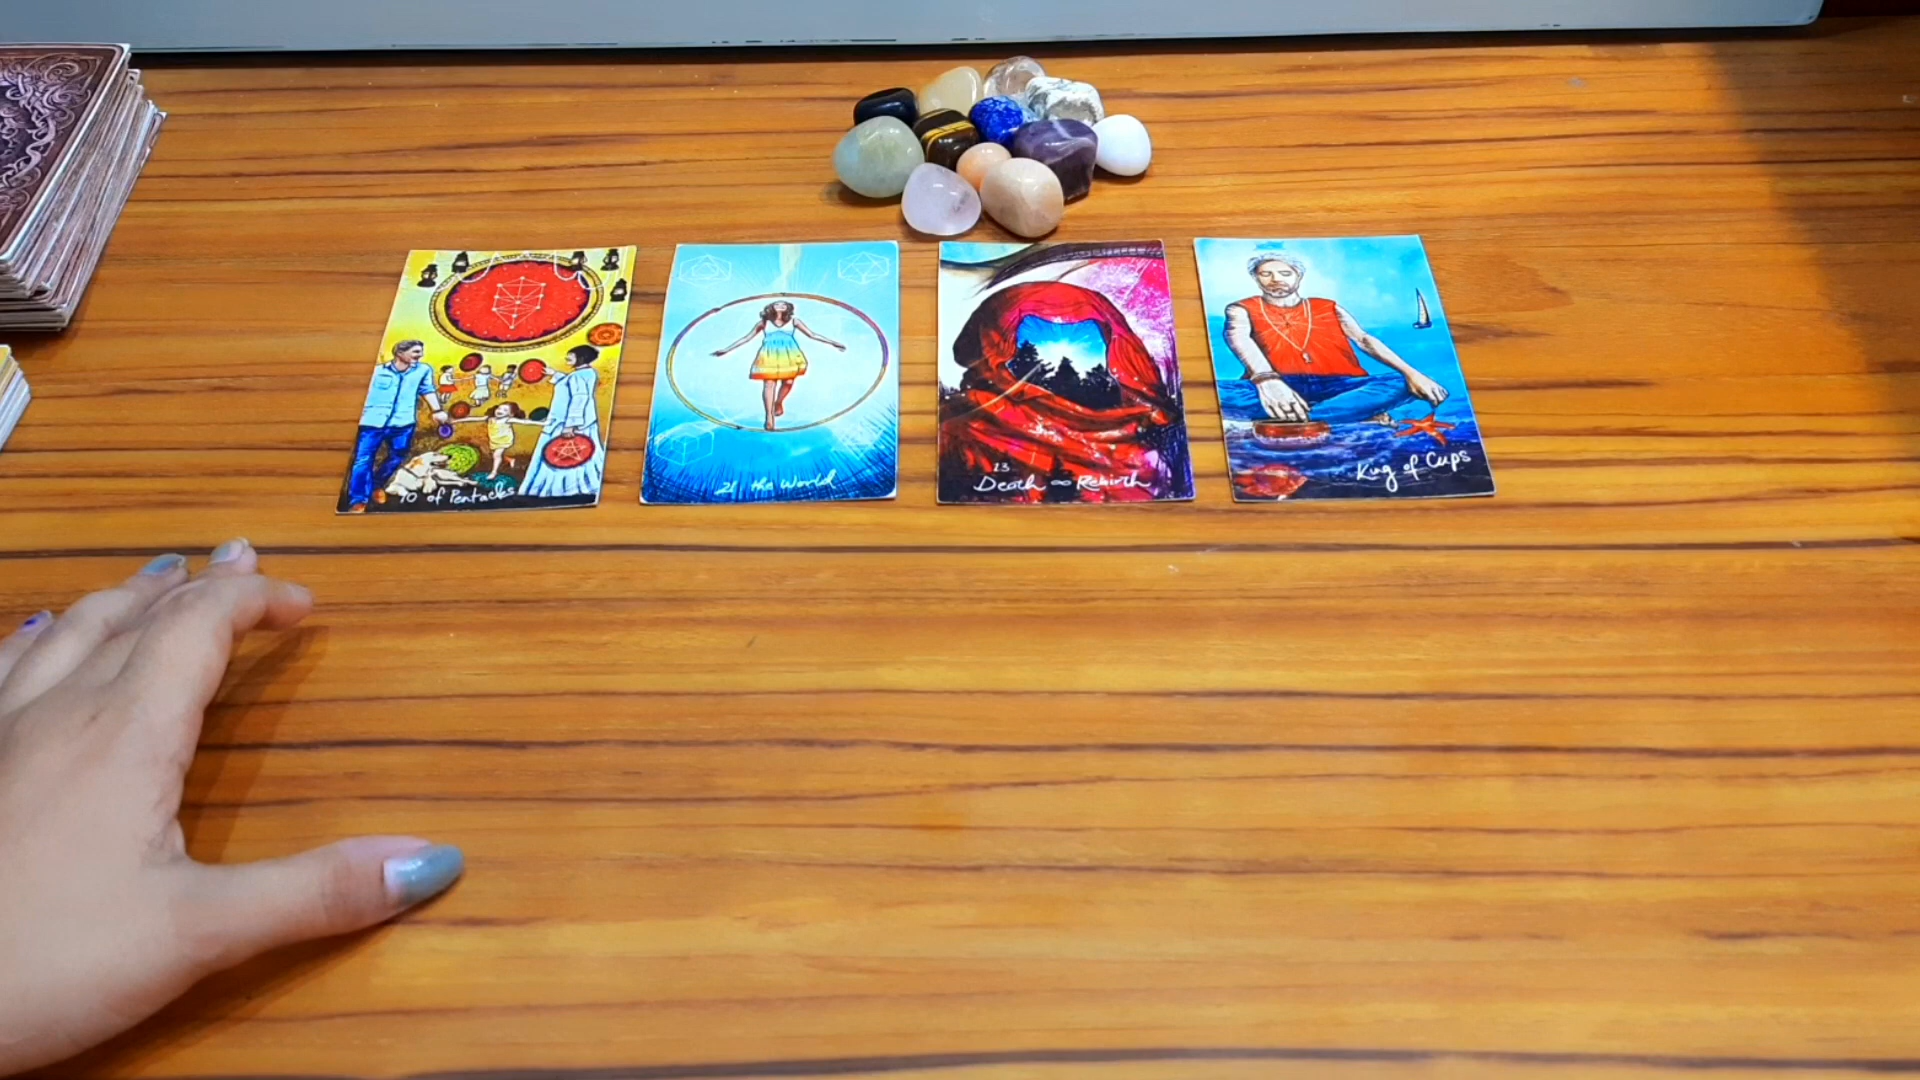 10 of Pentacles
21 the World
13
Death ∞ Rebirth
King of Cups